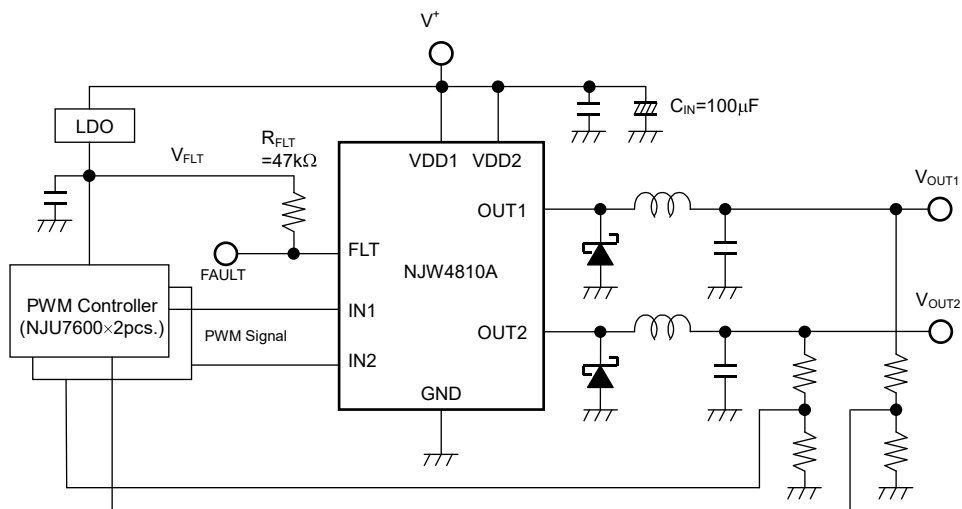 V+
LDO
CIN=100μF
VFLT
RFLT
=47kΩ
VDD1 VDD2
VOUT1
OUT1
FLT
FAULT
NJW4810A
PWM Controller
(NJU7600×2pcs.)
IN1
PWM Signal
VOUT2
OUT2
IN2
GND